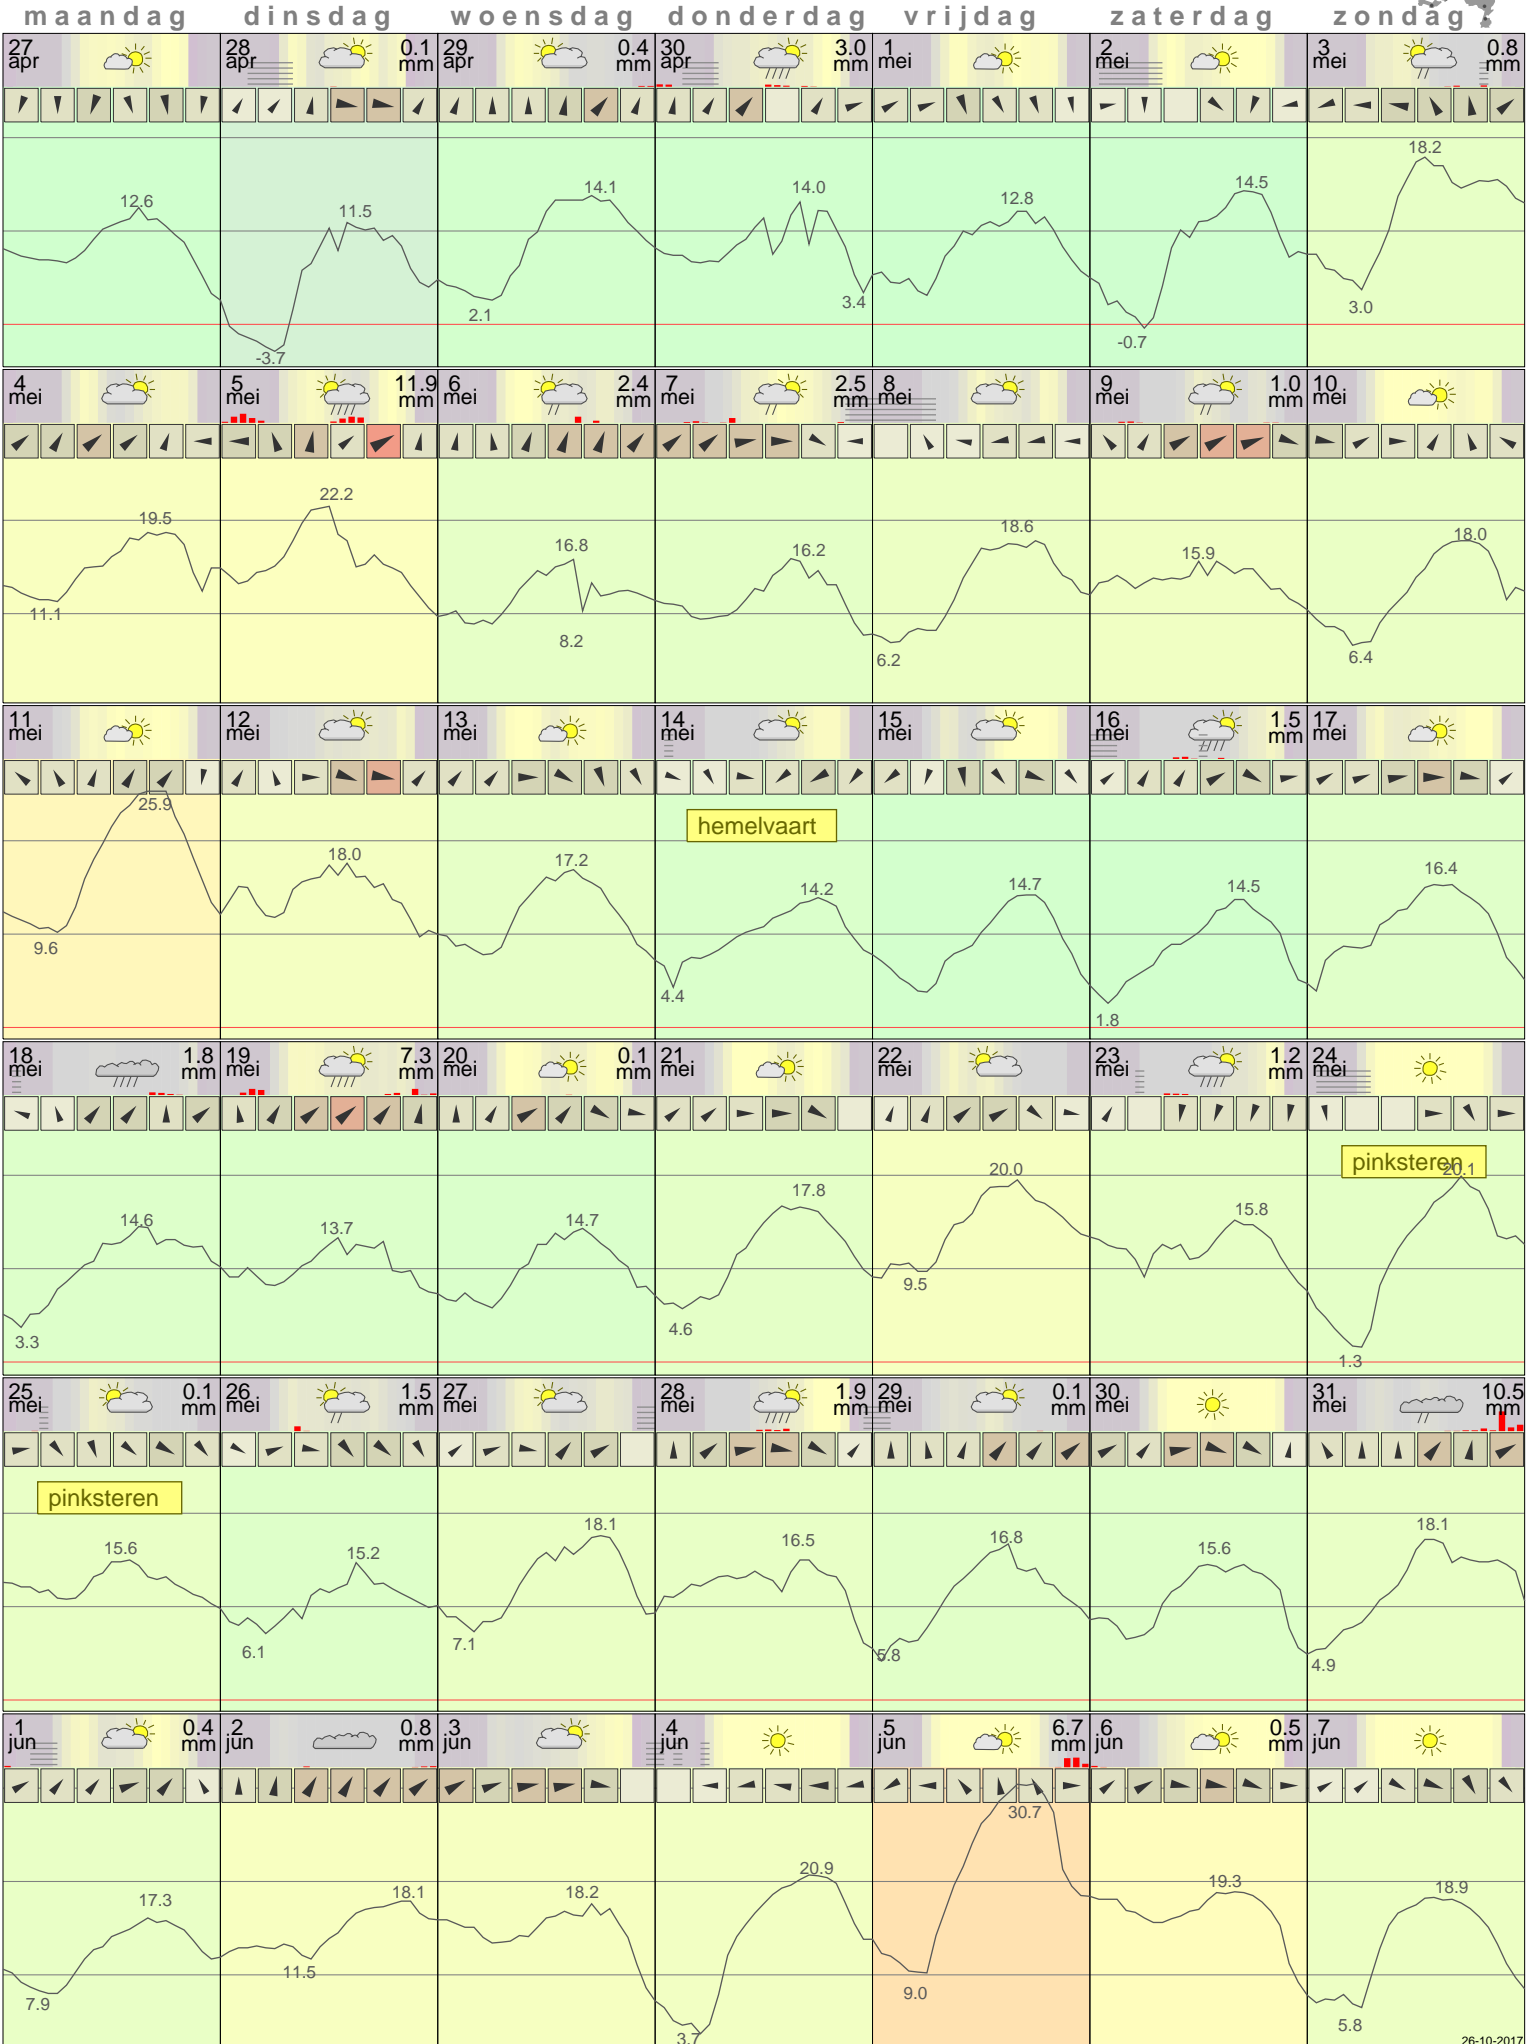 maandag dinsdag woensdag donderdag vrijdag zaterdag zondag
27 apr 28 apr 0.1 mm 29 apr 0.4 mm 30 apr 3.0 mm 1 mei 2 mei 3 mei 0.8 mm
12.6 -3.7 11.5 2.1 14.1 14.0 3.4 12.8 -0.7 14.5 3.0 18.2
4 mei 5 mei 11.9 mm 6 mei 2.4 mm 7 mei 2.5 mm 8 mei 9 mei 1.0 mm 10 mei
11.1 19.5 22.2 16.8 8.2 16.2 6.2 18.6 15.9 6.4 18.0
11 mei 12 mei 13 mei 14 mei 15 mei 16 mei 1.5 mm 17 mei
hemelvaart
9.6 25.9 18.0 17.2 4.4 14.2 14.7 1.8 14.5 16.4
18 mei 1.8 mm 19 mei 7.3 mm 20 mei 0.1 mm 21 mei 22 mei 23 mei 1.2 mm 24 mei
pinksteren
3.3 14.6 13.7 14.7 4.6 17.8 9.5 20.0 15.8 1.3 20.1
25 mei 0.1 mm 26 mei 1.5 mm 27 mei 28 mei 1.9 mm 29 mei 0.1 mm 30 mei 31 mei 10.5 mm
pinksteren
15.6 6.1 15.2 7.1 18.1 16.5 5.8 16.8 15.6 4.9 18.1
1 jun 0.4 mm 2 jun 0.8 mm 3 jun 4 jun 5 jun 6.7 mm 6 jun 0.5 mm 7 jun
7.9 17.3 11.5 18.1 18.2 3.7 20.9 9.0 30.7 19.3 5.8 18.9
26-10-2017